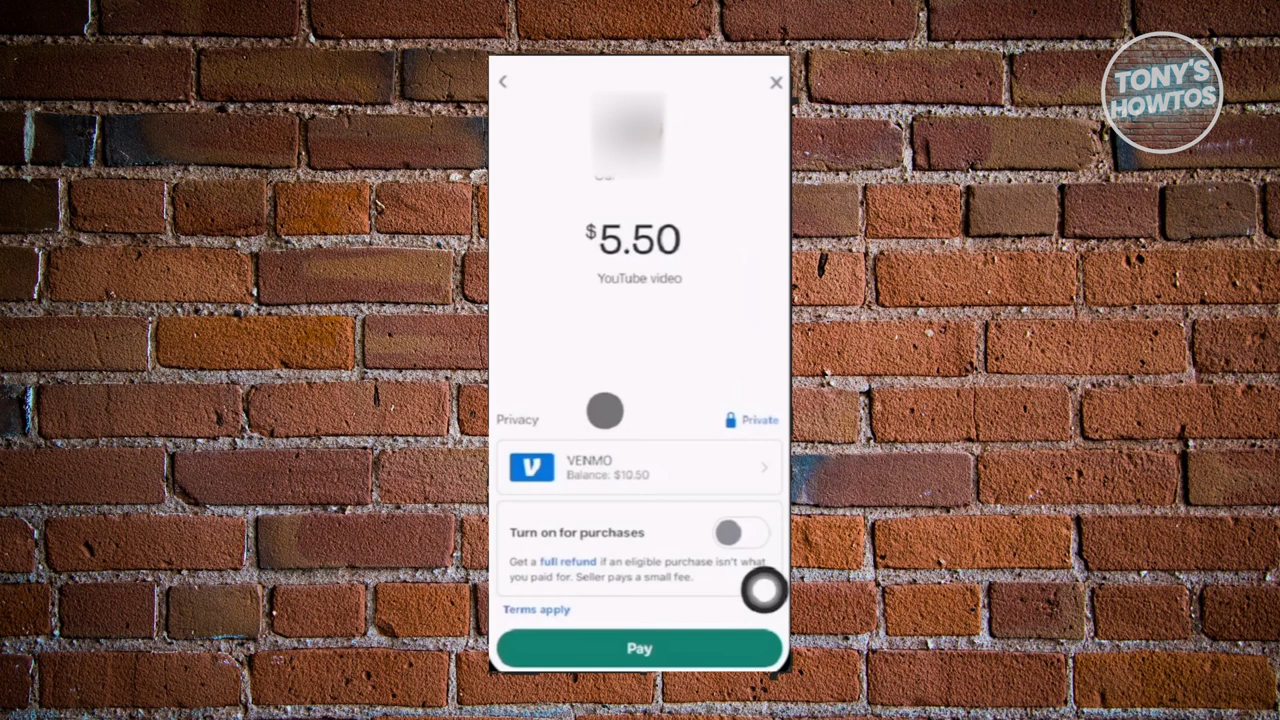 TONY'S
HOWTOS
$5.50
YouTube video
Privacy
Private
VENMO
Balance: $10.50
Turn on for purchases
Get a full refund if an eligible purchase isn't what
you paid for. Seller pays a small fee.
Terms apply
Pay